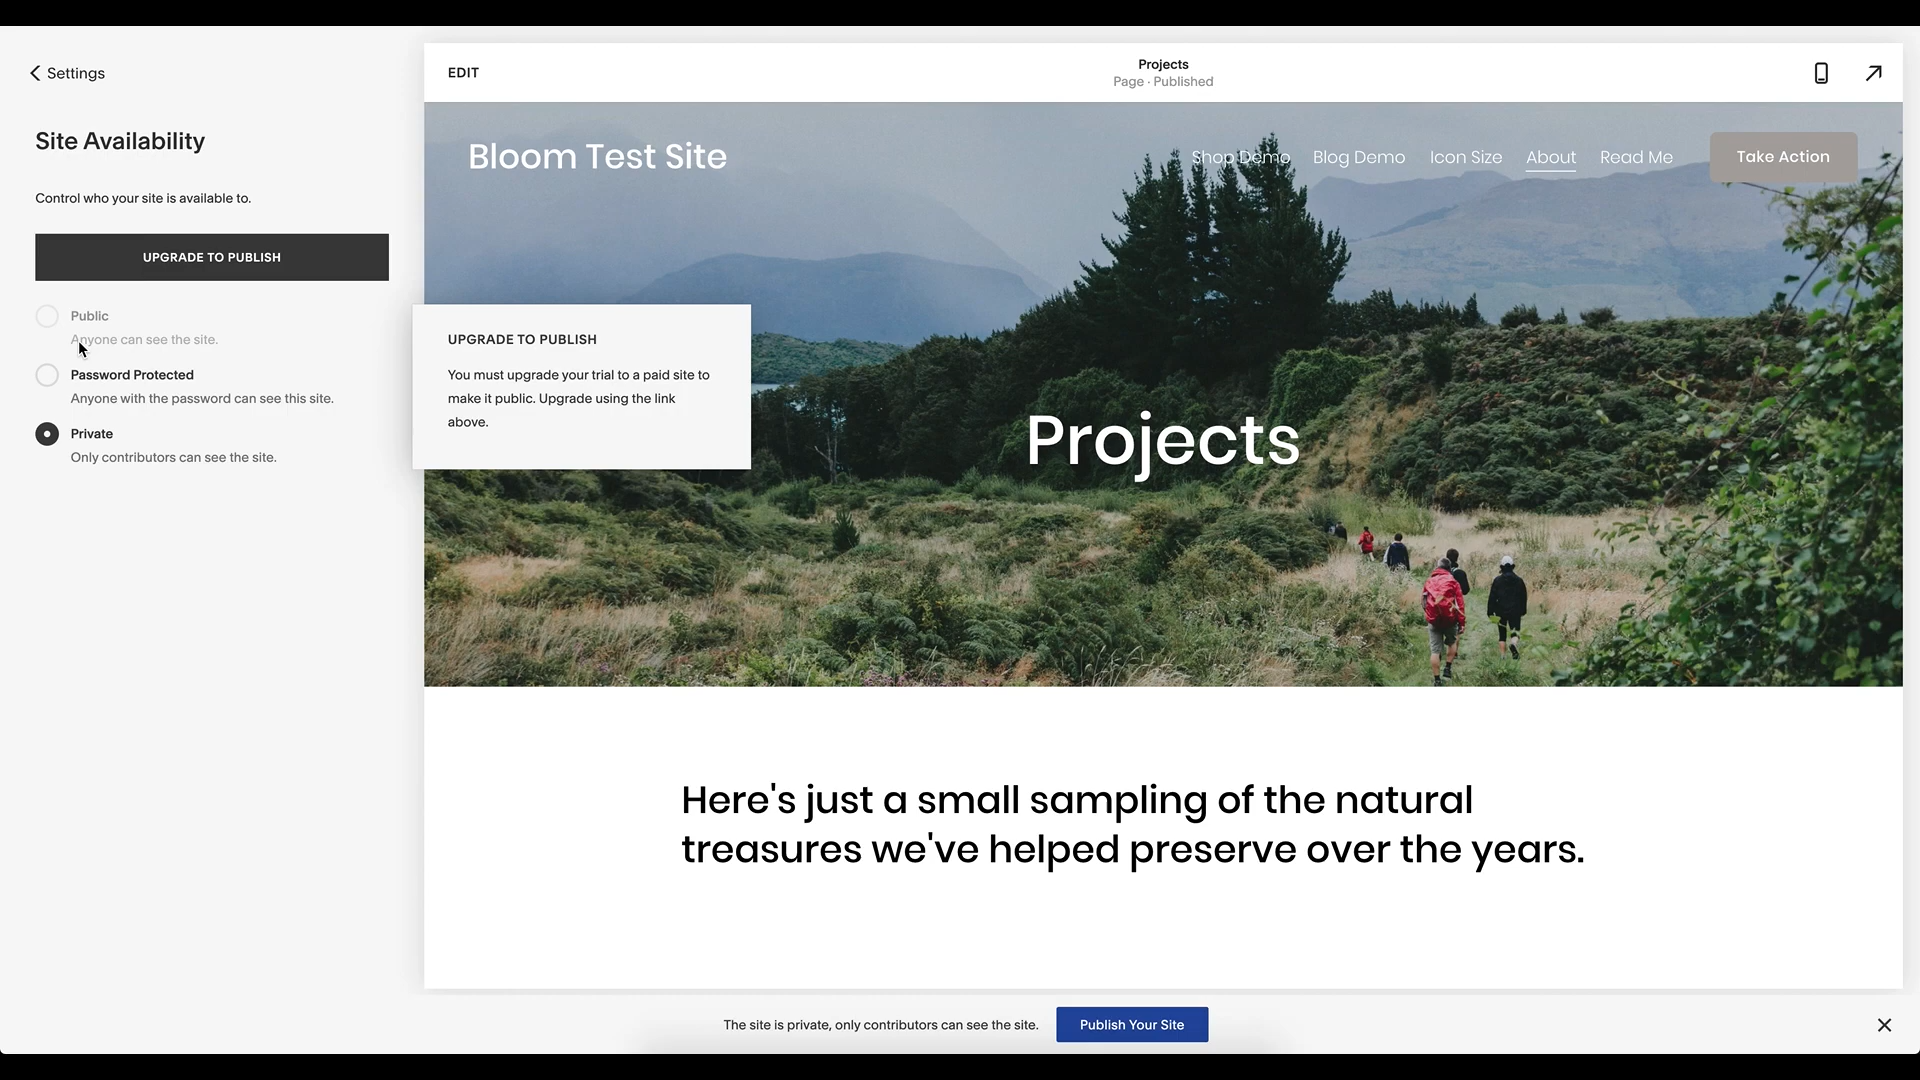 Settings
Site Availability
Control who your site is available to.
UPGRADE TO PUBLISH
Public
Anyone can see the site.
Password Protected
Anyone with the password can see this site.
Private
Only contributors can see the site.
EDIT
Projects
Page · Published
Bloom Test Site
Shop Demo
Blog Demo
Icon Size
About
Read Me
Take Action
UPGRADE TO PUBLISH
You must upgrade your trial to a paid site to
make it public. Upgrade using the link
above.
Projects
Here's just a small sampling of the natural
treasures we've helped preserve over the years.
The site is private, only contributors can see the site.
Publish Your Site